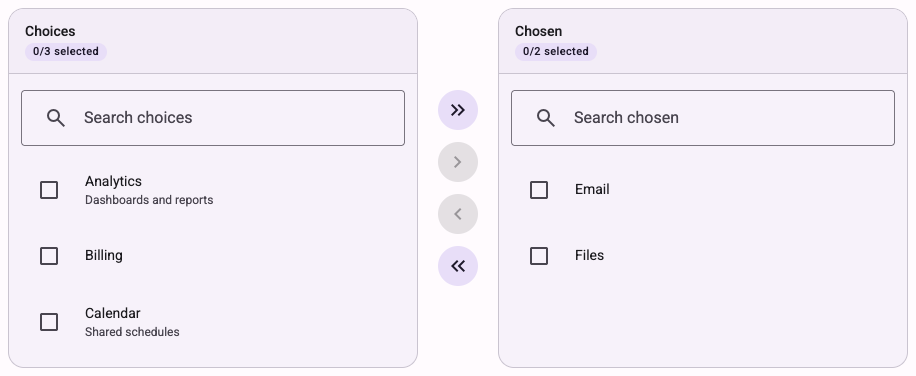 Choices
0/3 selected
Search choices
Analytics
Dashboards and reports
Billing
Calendar
Shared schedules
Chosen
0/2 selected
Search chosen
Email
Files